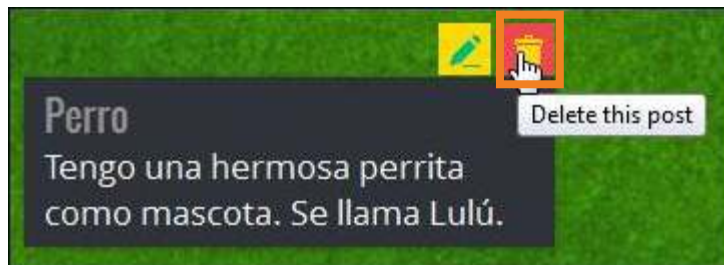 Perro
Delete this post
Tengo una hermosa perrita
como mascota. Se llama Lulú.